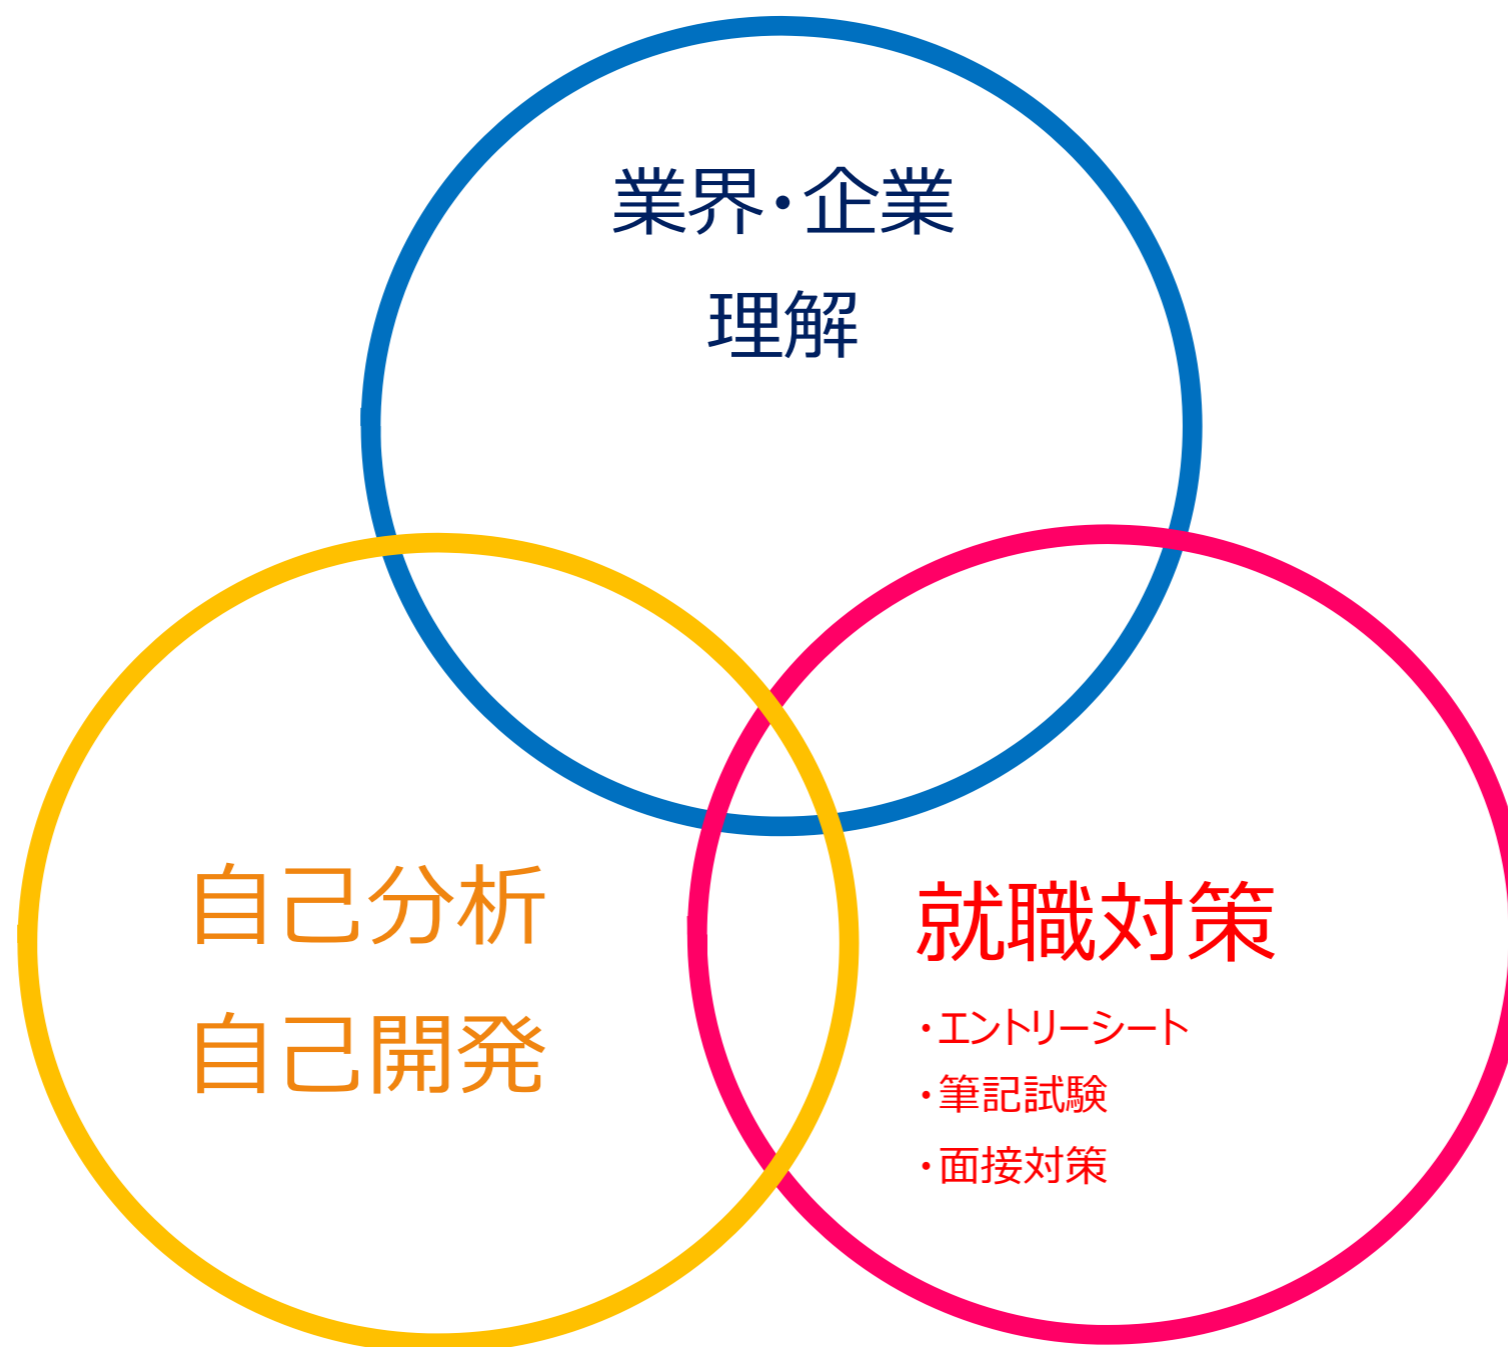 業界・企業
理解
自己分析
自己開発
就職対策
・エントリーシート
・筆記試験
・面接対策